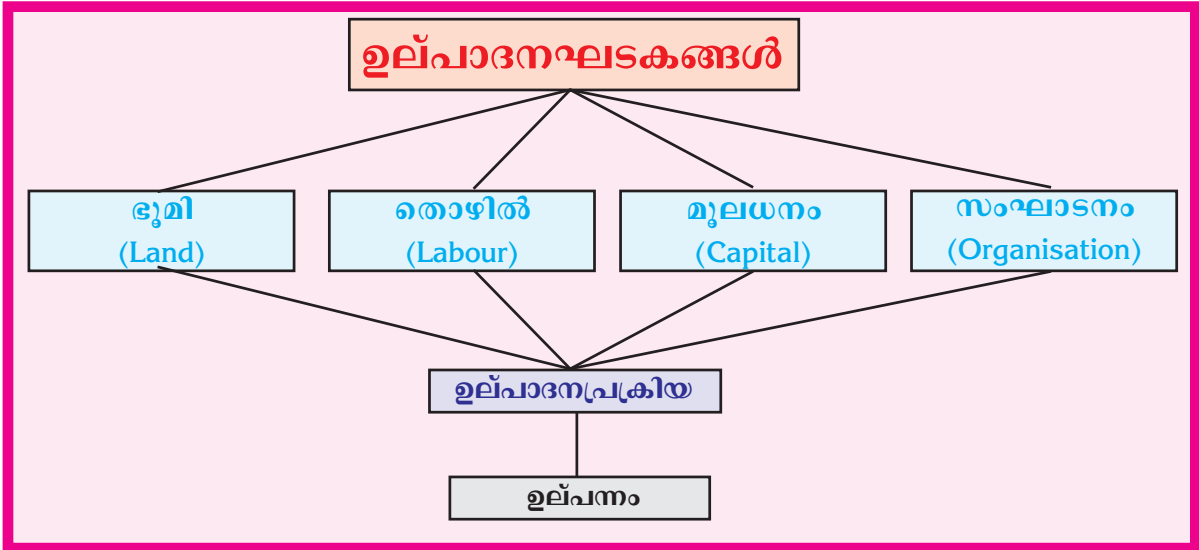 ഉല്പാദനഘടകങ്ങൾ
ഭൂമി
(Land)
തൊഴിൽ
(Labour)
മൂലധനം
(Capital)
സംഘാടനം
(Organisation)
ഉല്പാദനപ്രക്രിയ
ഉല്പന്നം